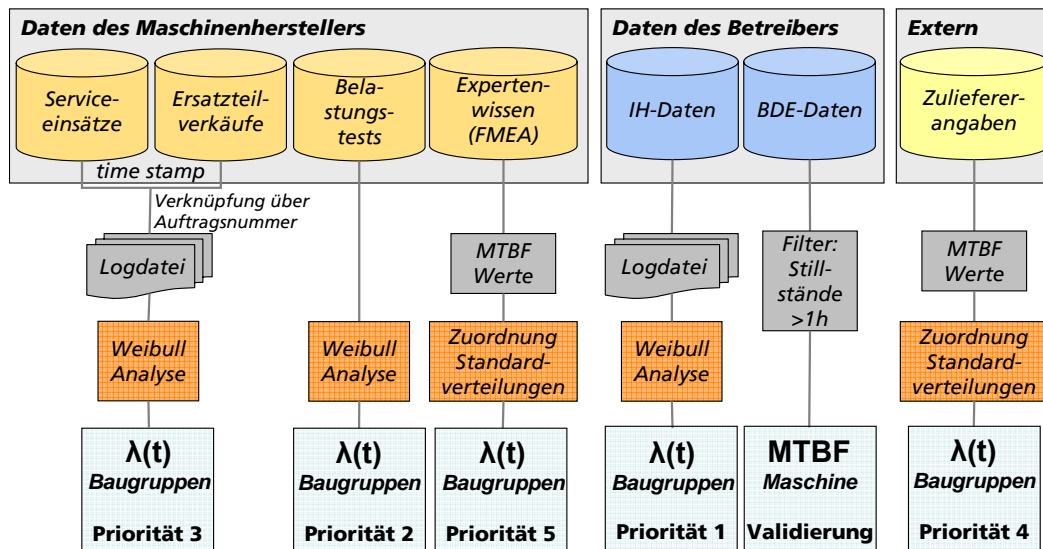 Daten des Maschinenherstellers
Daten des Betreibers
Extern
Service-
einsätze
Ersatzteil-
verkäufe
Bela-
stungs-
tests
Experten-
wissen
(FMEA)
IH-Daten
BDE-Daten
Zulieferer-
angaben
time stamp
Verknüpfung über
Auftragsnummer
Logdatei
MTBF
Werte
Logdatei
Filter:
Still-
stände
>1h
MTBF
Werte
Weibull
Analyse
Weibull
Analyse
Zuordnung
Standard-
verteilungen
Weibull
Analyse
Zuordnung
Standard-
verteilungen
λ(t)
Baugruppen
Priorität 3
λ(t)
Baugruppen
Priorität 2
λ(t)
Baugruppen
Priorität 5
λ(t)
Baugruppen
Priorität 1
MTBF
Maschine
Validierung
λ(t)
Baugruppen
Priorität 4